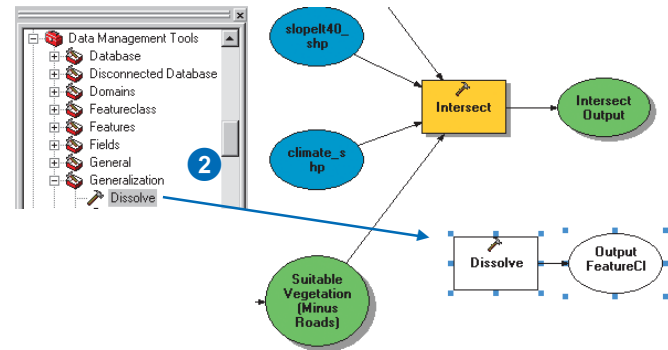 Data Management Tools
Database
Disconnected Database
Domains
Featureclass
Features
Fields
General
Generalization
Dissolve
2
slopelt40_
shp
climate_s
hp
Intersect
Intersect
Output
Suitable
Vegetation
(Minus
Roads)
Dissolve
Output
FeatureCl